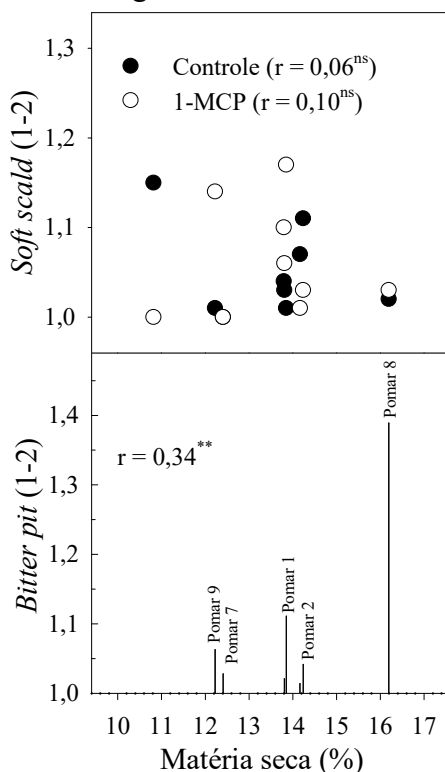 1,3
Controle (r = 0,06ns)
1-MCP (r = 0,10ns)
1,2
1,1
1,0
Soft scald (1-2)
Pomar 8
1,4
r = 0,34**
1,3
1,2
Pomar 9
Pomar 7
Pomar 1
Pomar 2
1,1
1,0
Bitter pit (1-2)
10 11 12 13 14 15 16 17
Matéria seca (%)